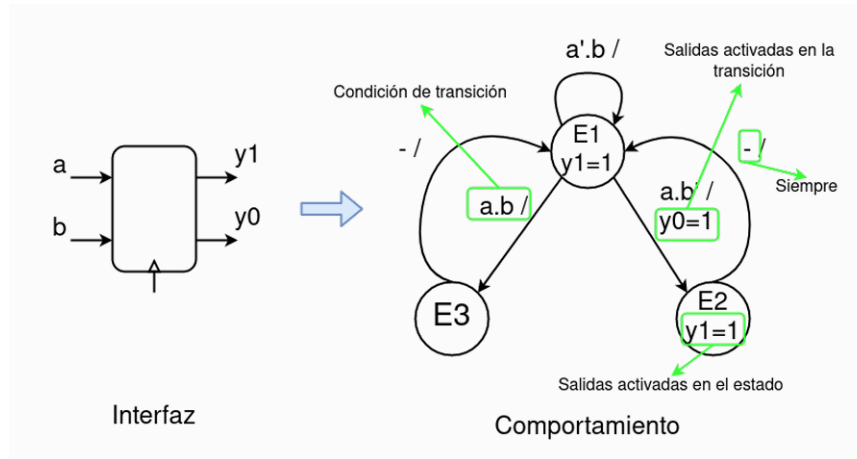 a
b
y1
y0
Interfaz
a'.b /
Salidas activadas en la
transición
Condición de transición
- /
E1
y1=1
a.b /
a.b' /
y0=1
- /
Siempre
E3
E2
y1=1
Salidas activadas en el estado
Comportamiento